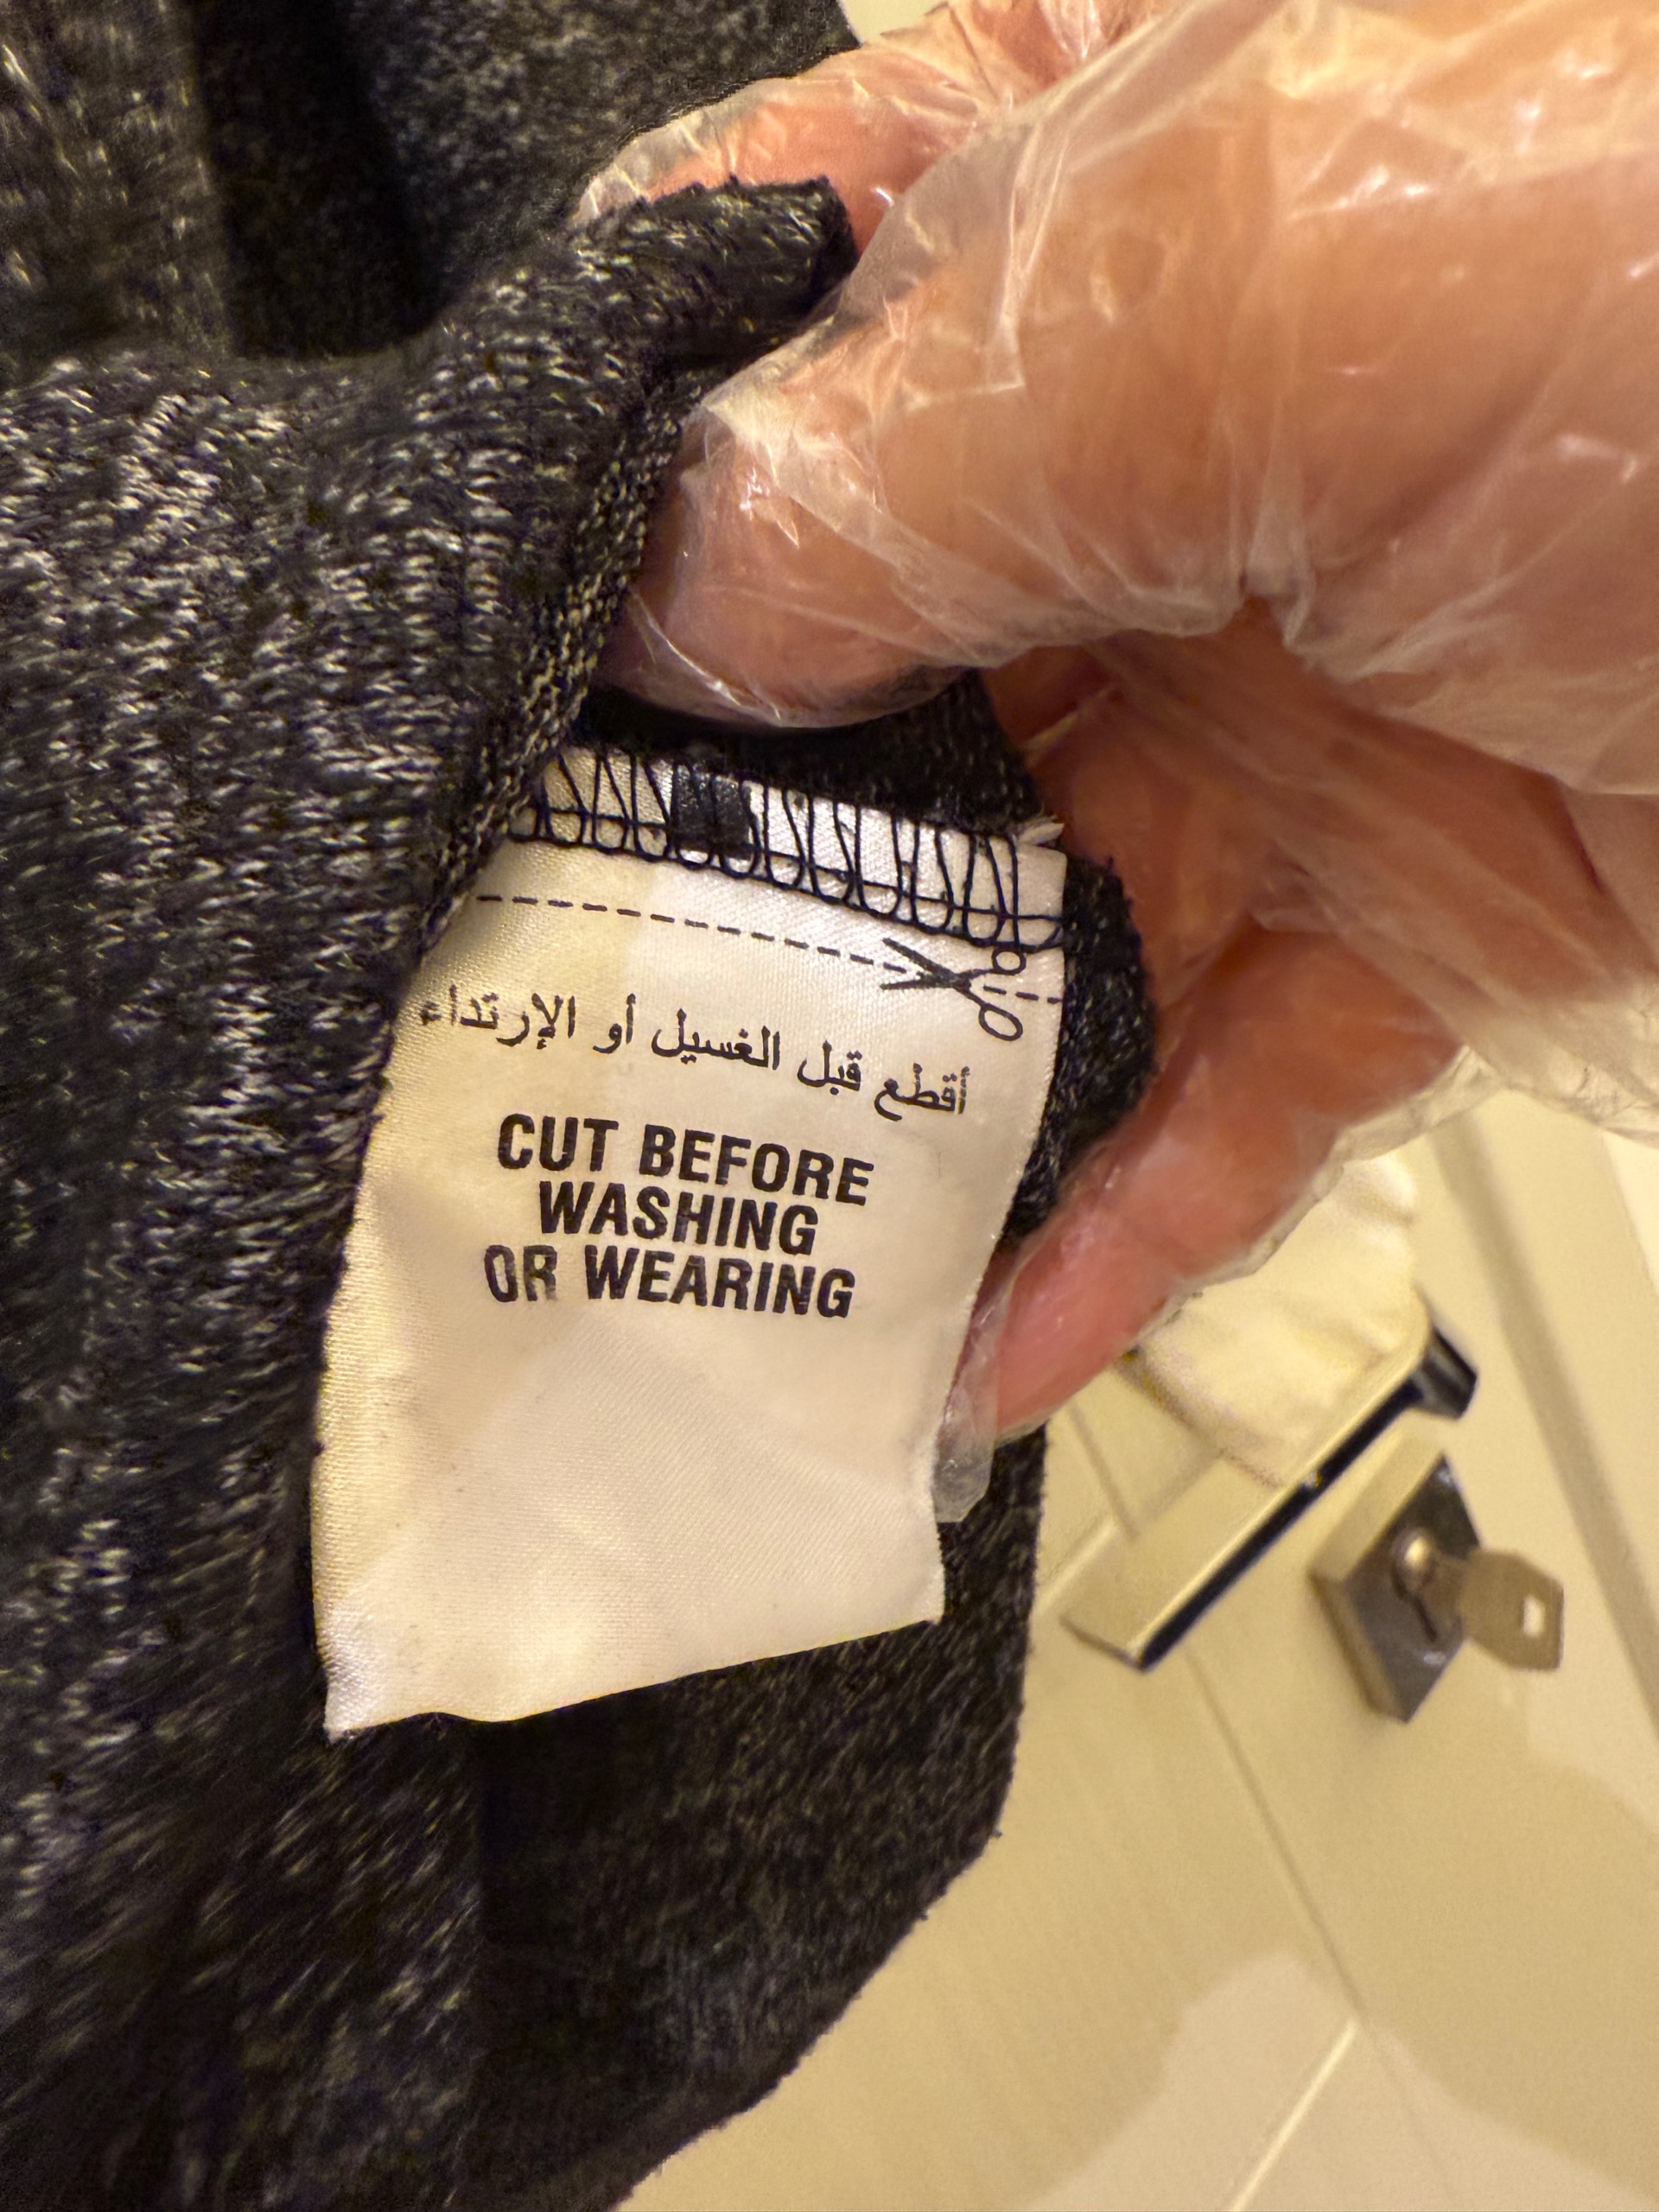 أقطع قبل الغسيل أو الإرتداء
CUT BEFORE
WASHING
OR WEARING